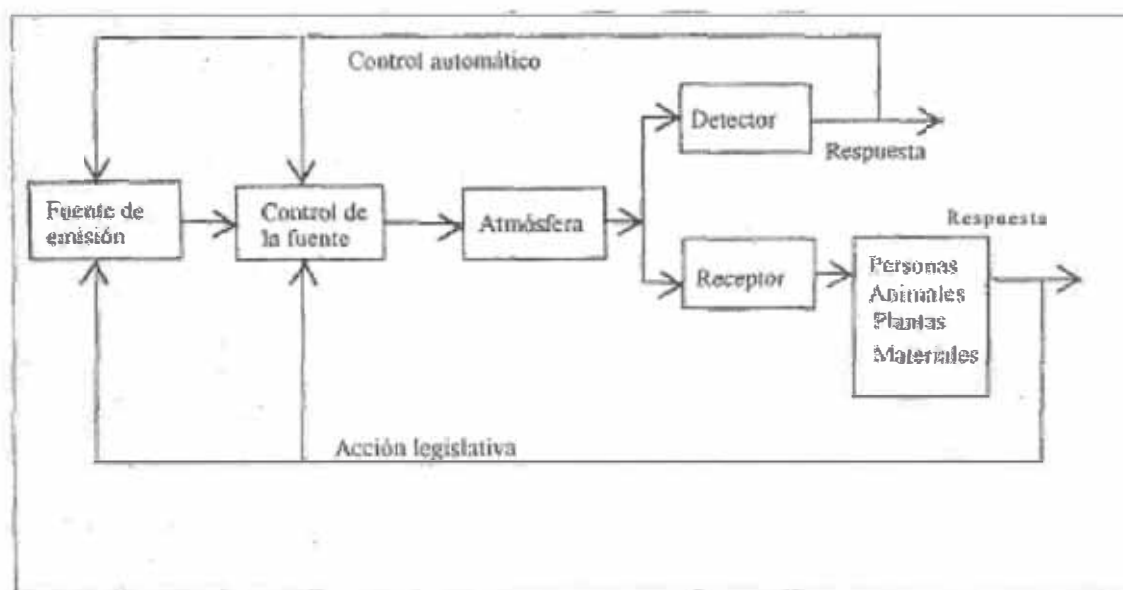 Control automático
Detector
Respuesta
Fuente de
emisión
Control de
la fuente
Atmósfera
Respuesta
Receptor
Personas
Animales
Plantas
Materiales
Acción legislativa